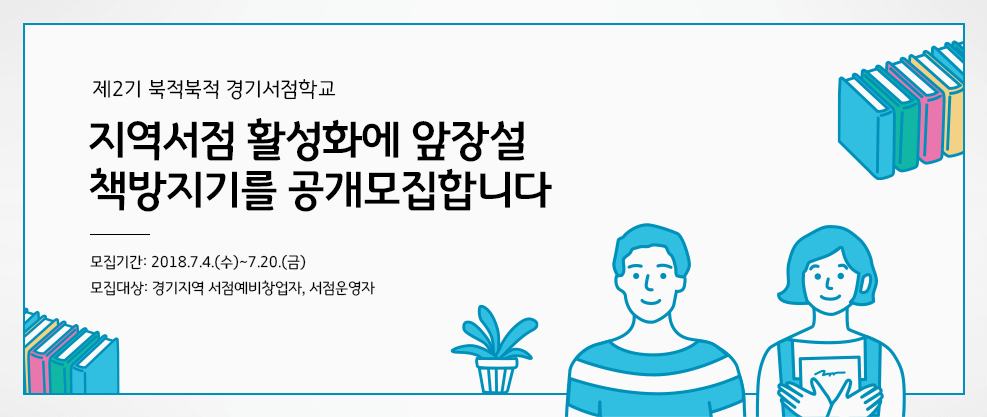 제2기 북적북적 경기서점학교
지역서점 활성화에 앞장설
책방지기를 공개모집합니다
모집기간: 2018.7.4.(수)~7.20.(금)
모집대상: 경기지역 서점예비창업자, 서점운영자